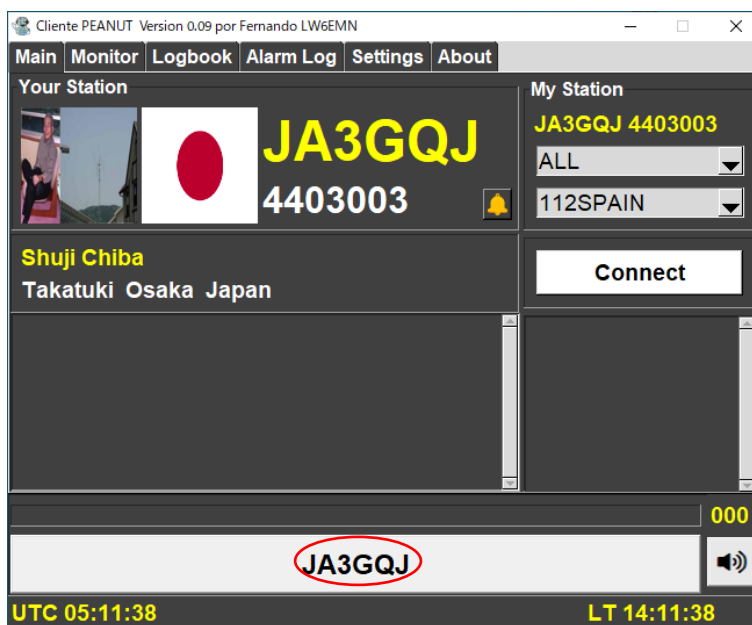 Cliente PEANUT Version 0.09 por Fernando LW6EMN
Main Monitor Logbook Alarm Log Settings About
Your Station
JA3GQJ
4403003
My Station
JA3GQJ 4403003
ALL
112SPAIN
Shuji Chiba
Takatuki Osaka Japan
Connect
000
JA3GQJ
UTC 05:11:38
LT 14:11:38